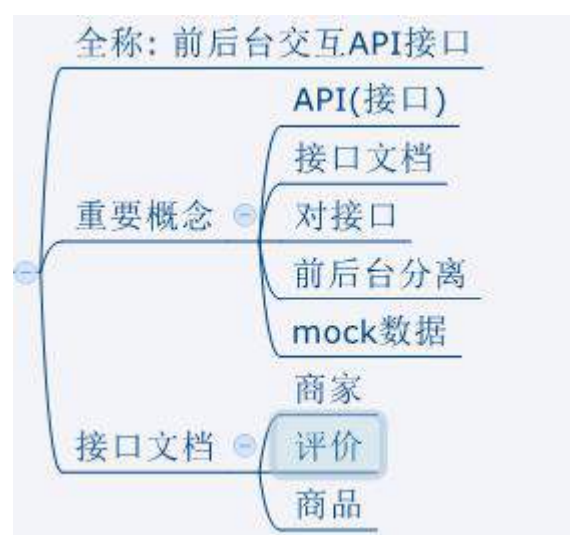 全称: 前后台交互API接口
重要概念
API(接口)
接口文档
对接口
前后台分离
mock数据
接口文档
商家
评价
商品